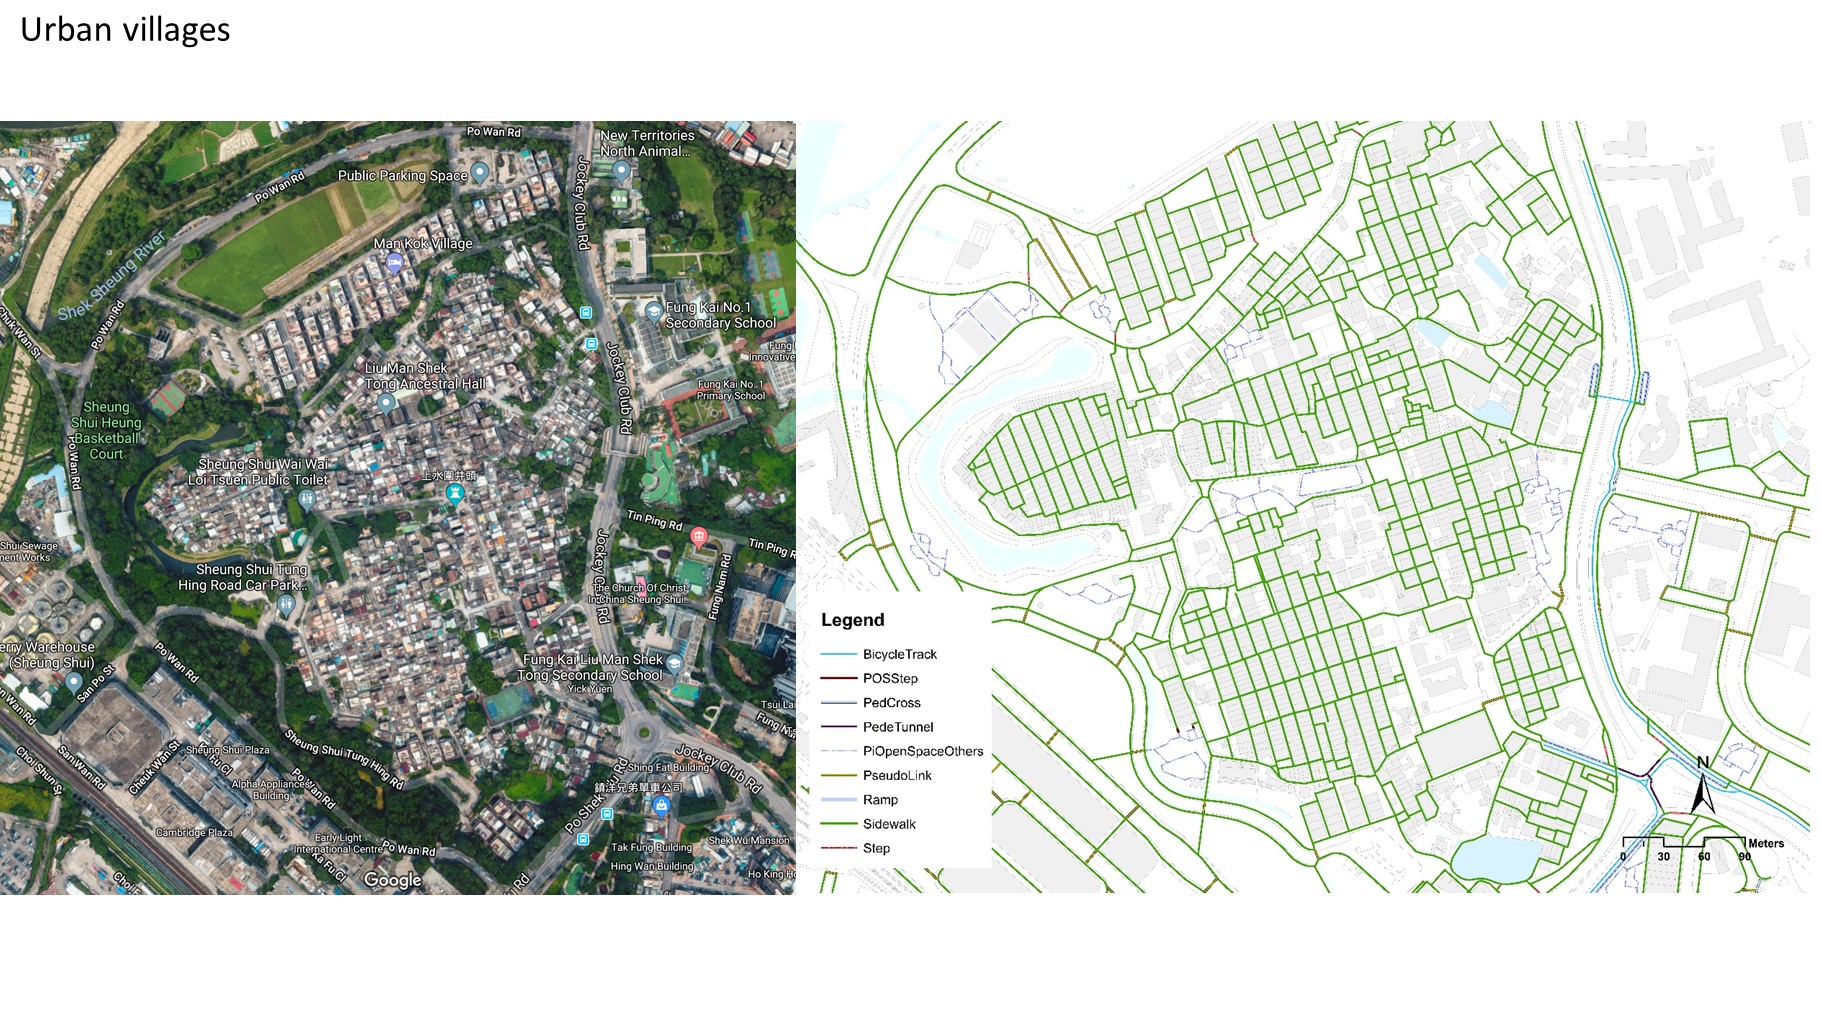 Urban villages
Po Wan Rd
New Territories
North Animal...
Public Parking Space
Po Wan Rd
Jockey Club Rd
Man Kok Village
Shek Sheung River
Po Wan Rd
Fung Kai No.1
Secondary School
Fung
Innovative
Jockey Club Rd
Liu Man Shek
Tong Ancestral Hall
Fung Kai No. 1
Primary School
Sheung
Shui Heung
Basketball
Court
Po Wan Rd
Sheung Shui Wai Wai
Loi Tsuen Public Toilet
上水圍井頭
Tin Ping Rd
Tin Ping R
Jockey Club Rd
Shui Sewage
ment Works
Sheung Shui Tung
Hing Road Car Park...
The Church Of Christ
In China Sheung Shui...
Fung Nam Rd
erry Warehouse
(Sheung Shui)
Po Wan Rd
San Po St
Fung Kai Liu Man Shek
Tong Secondary School
Yick Yuen
Tsui La
Fung N
San Wan Rd
Choi Shun St
Cheuk Wan St
Sheung Shui Plaza
Fu Cl
Sheung Shui Tung Hing Rd
Alpha Appliances
Building
Po Wan Rd
Jockey Club Rd
Shing Fat Building
鎮洋兄弟單車公司
Po Shek Wu Rd
Cambridge Plaza
Early Light
International Centre
Ka Fu Cl
Po Wan Rd
Tak Fung Building
Shek Wu Mansion
Hing Wan Building
Ho King Ho
Google
Legend
BicycleTrack
POSStep
PedCross
PedeTunnel
PiOpenSpaceOthers
PseudoLink
Ramp
Sidewalk
Step
N
Meters
0 30 60 90